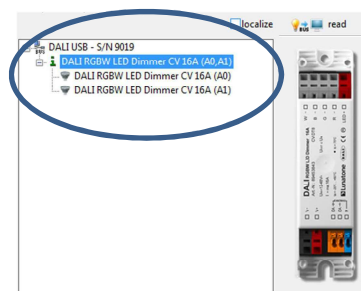 localize
BUS
read
DALI USB - S/N 9019
DALI RGBW LED Dimmer CV 16A (A0,A1)
DALI RGBW LED Dimmer CV 16A (A0)
DALI RGBW LED Dimmer CV 16A (A1)
DALI RGBW LED Dimmer 16A
Lunatone